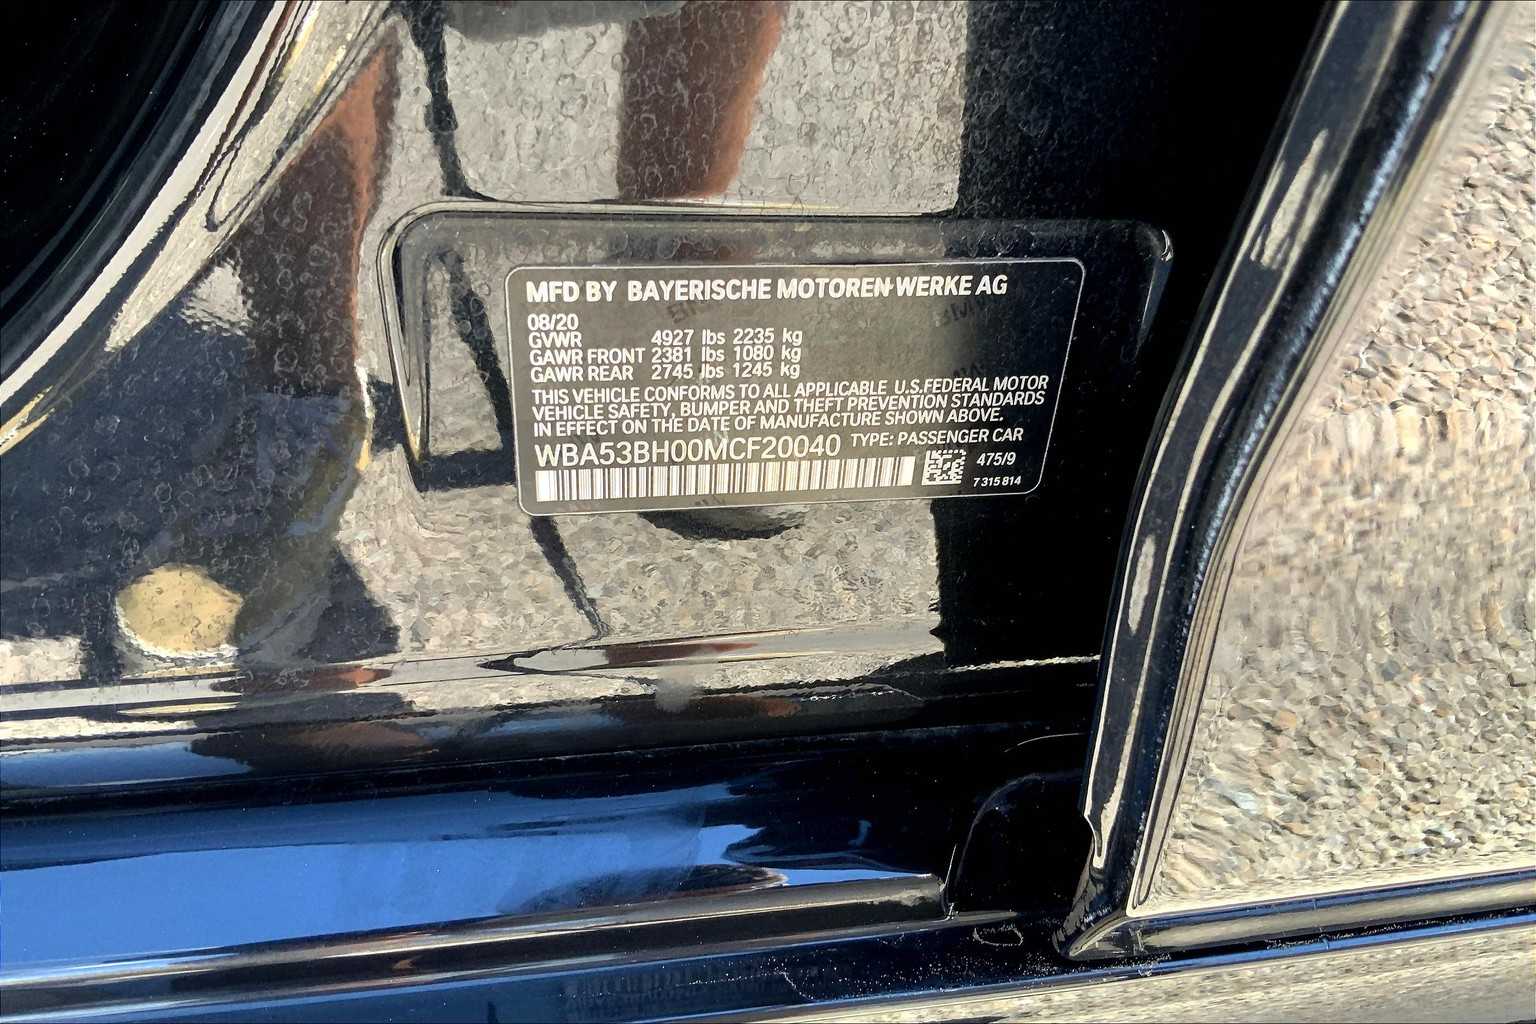 MFD BY BAYERISCHE MOTOREN WERKE AG
08/20
GVWR 4927 lbs 2235 kg
GAWR FRONT 2381 lbs 1080 kg
GAWR REAR 2745 lbs 1245 kg
THIS VEHICLE CONFORMS TO ALL APPLICABLE U.S.FEDERAL MOTOR
VEHICLE SAFETY, BUMPER AND THEFT PREVENTION STANDARDS
IN EFFECT ON THE DATE OF MANUFACTURE SHOWN ABOVE.
WBA53BH00MCF20040 TYPE: PASSENGER CAR
475/9
7 315 814